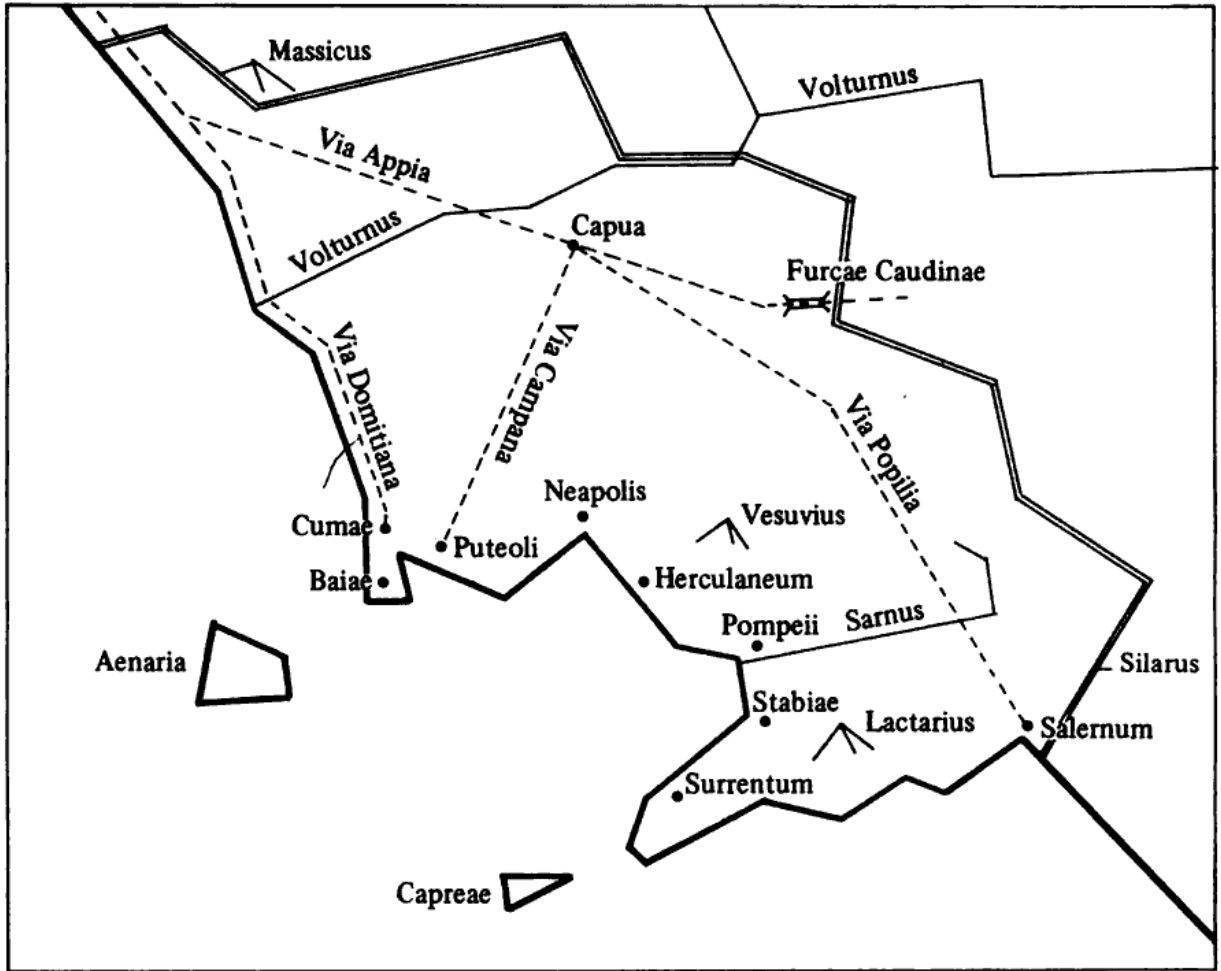 Massicus
Volturnus
Via Appia
Capua
Volturnus
Furcae Caudinae
Via Domitiana
Via Campana
Via Popilia
Neapolis
Vesuvius
Cumae
Puteoli
Baiae
Herculaneum
Pompeii
Sarnus
Aenaria
Silarus
Stabiae
Lactarius
Salernum
Surrentum
Capreae